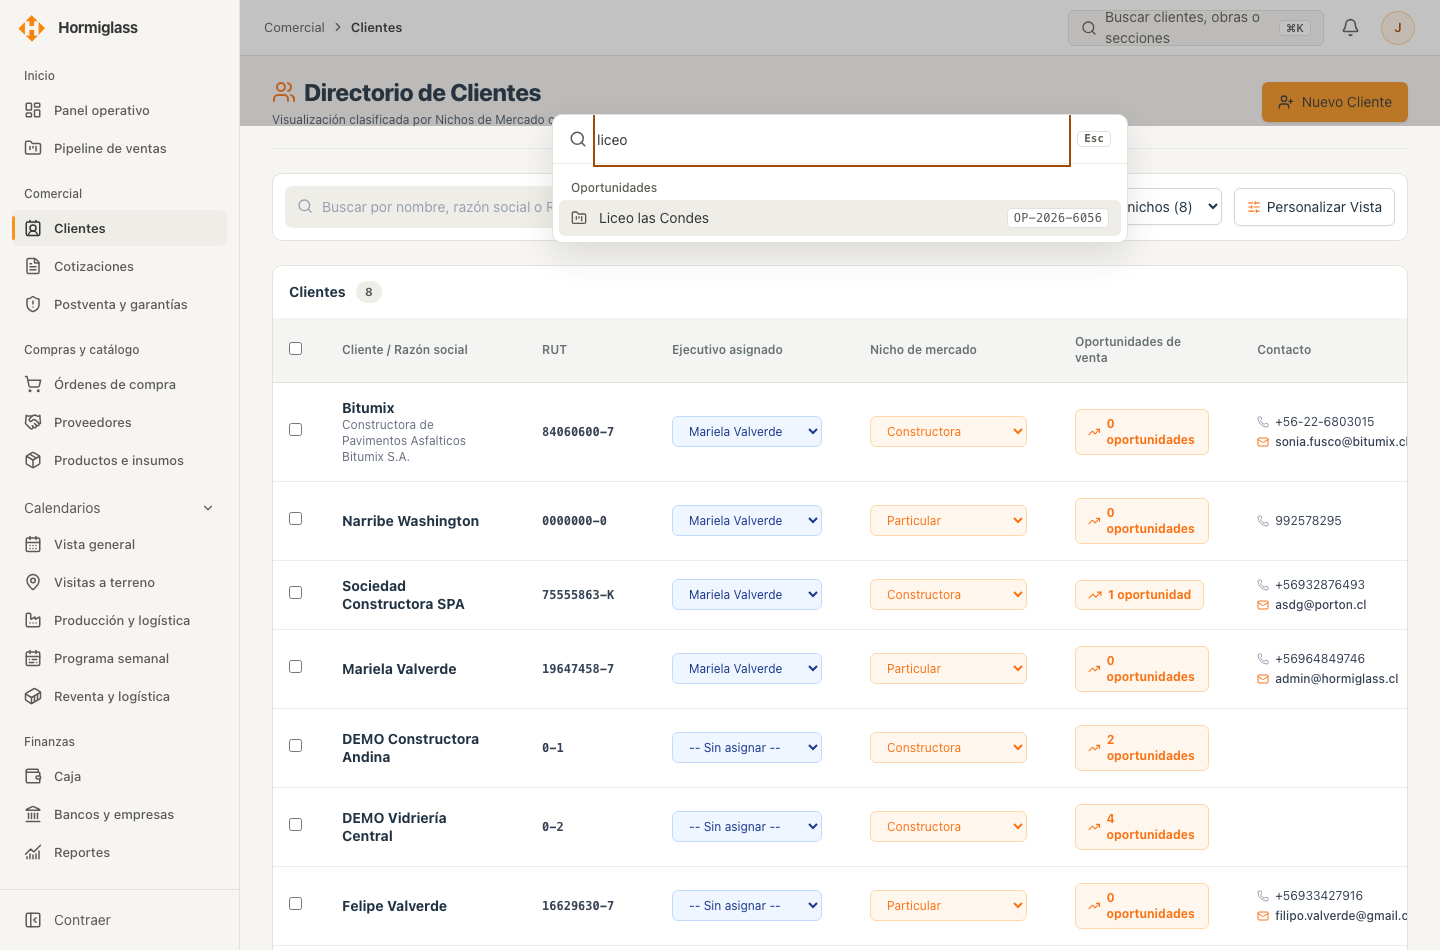 Hormiglass
Inicio
Panel operativo
Pipeline de ventas
Comercial
Clientes
Cotizaciones
Postventa y garantías
Compras y catálogo
Órdenes de compra
Proveedores
Productos e insumos
Calendarios
Vista general
Visitas a terreno
Producción y logística
Programa semanal
Reventa y logística
Finanzas
Caja
Bancos y empresas
Reportes
Contraer
Comercial > Clientes
Buscar clientes, obras o
secciones
⌘K
J
Directorio de Clientes
Visualización clasificada por Nichos de Mercado
Nuevo Cliente
liceo
Esc
Oportunidades
Liceo las Condes
OP-2026-6056
Buscar por nombre, razón social o
nichos (8)
Personalizar Vista
Clientes 8
Cliente / Razón social
RUT
Ejecutivo asignado
Nicho de mercado
Oportunidades de
venta
Contacto
Bitumix
Constructora de
Pavimentos Asfalticos
Bitumix S.A.
84060600-7
Mariela Valverde
Constructora
0
oportunidades
+56-22-6803015
sonia.fusco@bitumix.cl
Narribe Washington
0000000-0
Mariela Valverde
Particular
0
oportunidades
992578295
Sociedad
Constructora SPA
75555863-K
Mariela Valverde
Constructora
1 oportunidad
+56932876493
asdg@porton.cl
Mariela Valverde
19647458-7
Mariela Valverde
Particular
0
oportunidades
+56964849746
admin@hormiglass.cl
DEMO Constructora
Andina
0-1
-- Sin asignar --
Constructora
2
oportunidades
DEMO Vidriería
Central
0-2
-- Sin asignar --
Constructora
4
oportunidades
Felipe Valverde
16629630-7
-- Sin asignar --
Particular
0
oportunidades
+56933427916
filipo.valverde@gmail.c